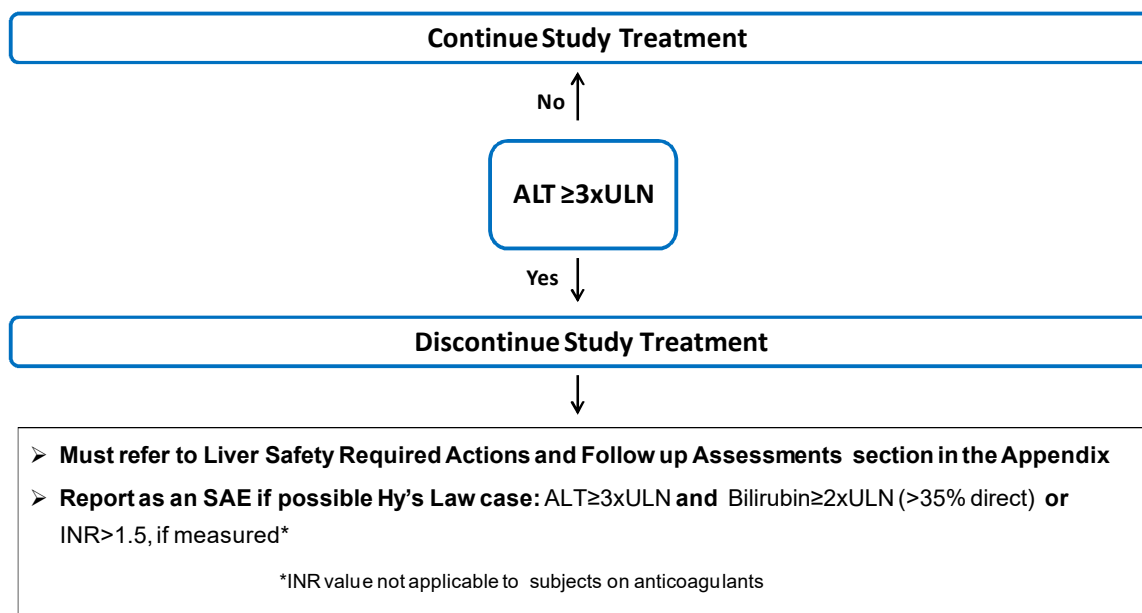 Continue Study Treatment
No
ALT ≥3xULN
Yes
Discontinue Study Treatment
➢ Must refer to Liver Safety Required Actions and Follow up Assessments section in the Appendix
➢ Report as an SAE if possible Hy's Law case: ALT≥3xULN and Bilirubin≥2xULN (>35% direct) or
INR>1.5, if measured*
*INR value not applicable to subjects on anticoagulants